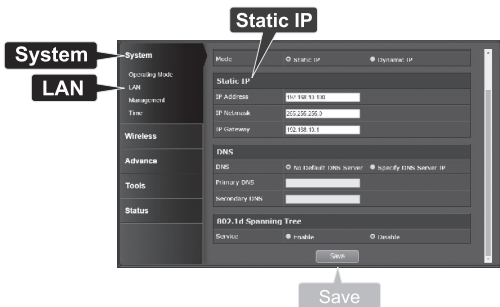 Static IP
System
LAN
System
Operating Mode
LAN
Management
Time
Wireless
Advance
Tools
Status
Mode Static IP Dynamic IP
Static IP
IP Address 192.168.10.100
IP Netmask 255.255.255.0
IP Gateway 192.168.10.1
DNS
DNS No Default DNS Server Specify DNS Server IP
Primary DNS
Secondary DNS
802.1d Spanning Tree
Service Enable Disable
Save
Save